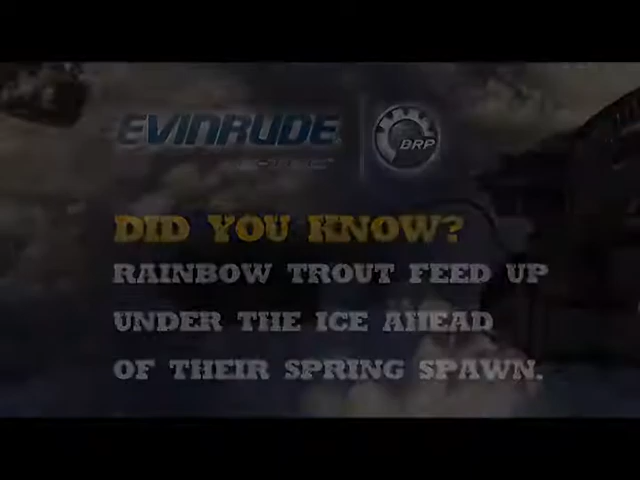 EVINRUDE
BRP
DID YOU KNOW?
RAINBOW TROUT FEED UP
UNDER THE ICE AHEAD
OF THEIR SPRING SPAWN.